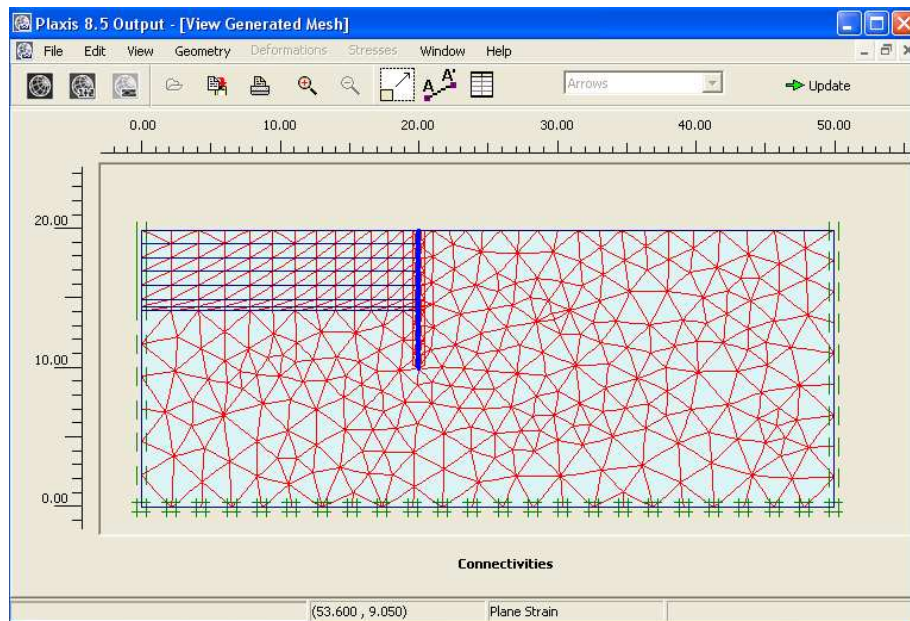 Plaxis 8.5 Output - [View Generated Mesh]
File Edit View Geometry Deformations Stresses Window Help
A A' Arrows Update
0.00 10.00 20.00 30.00 40.00 50.00
20.00
10.00
0.00
Connectivities
(53.600 , 9.050) Plane Strain